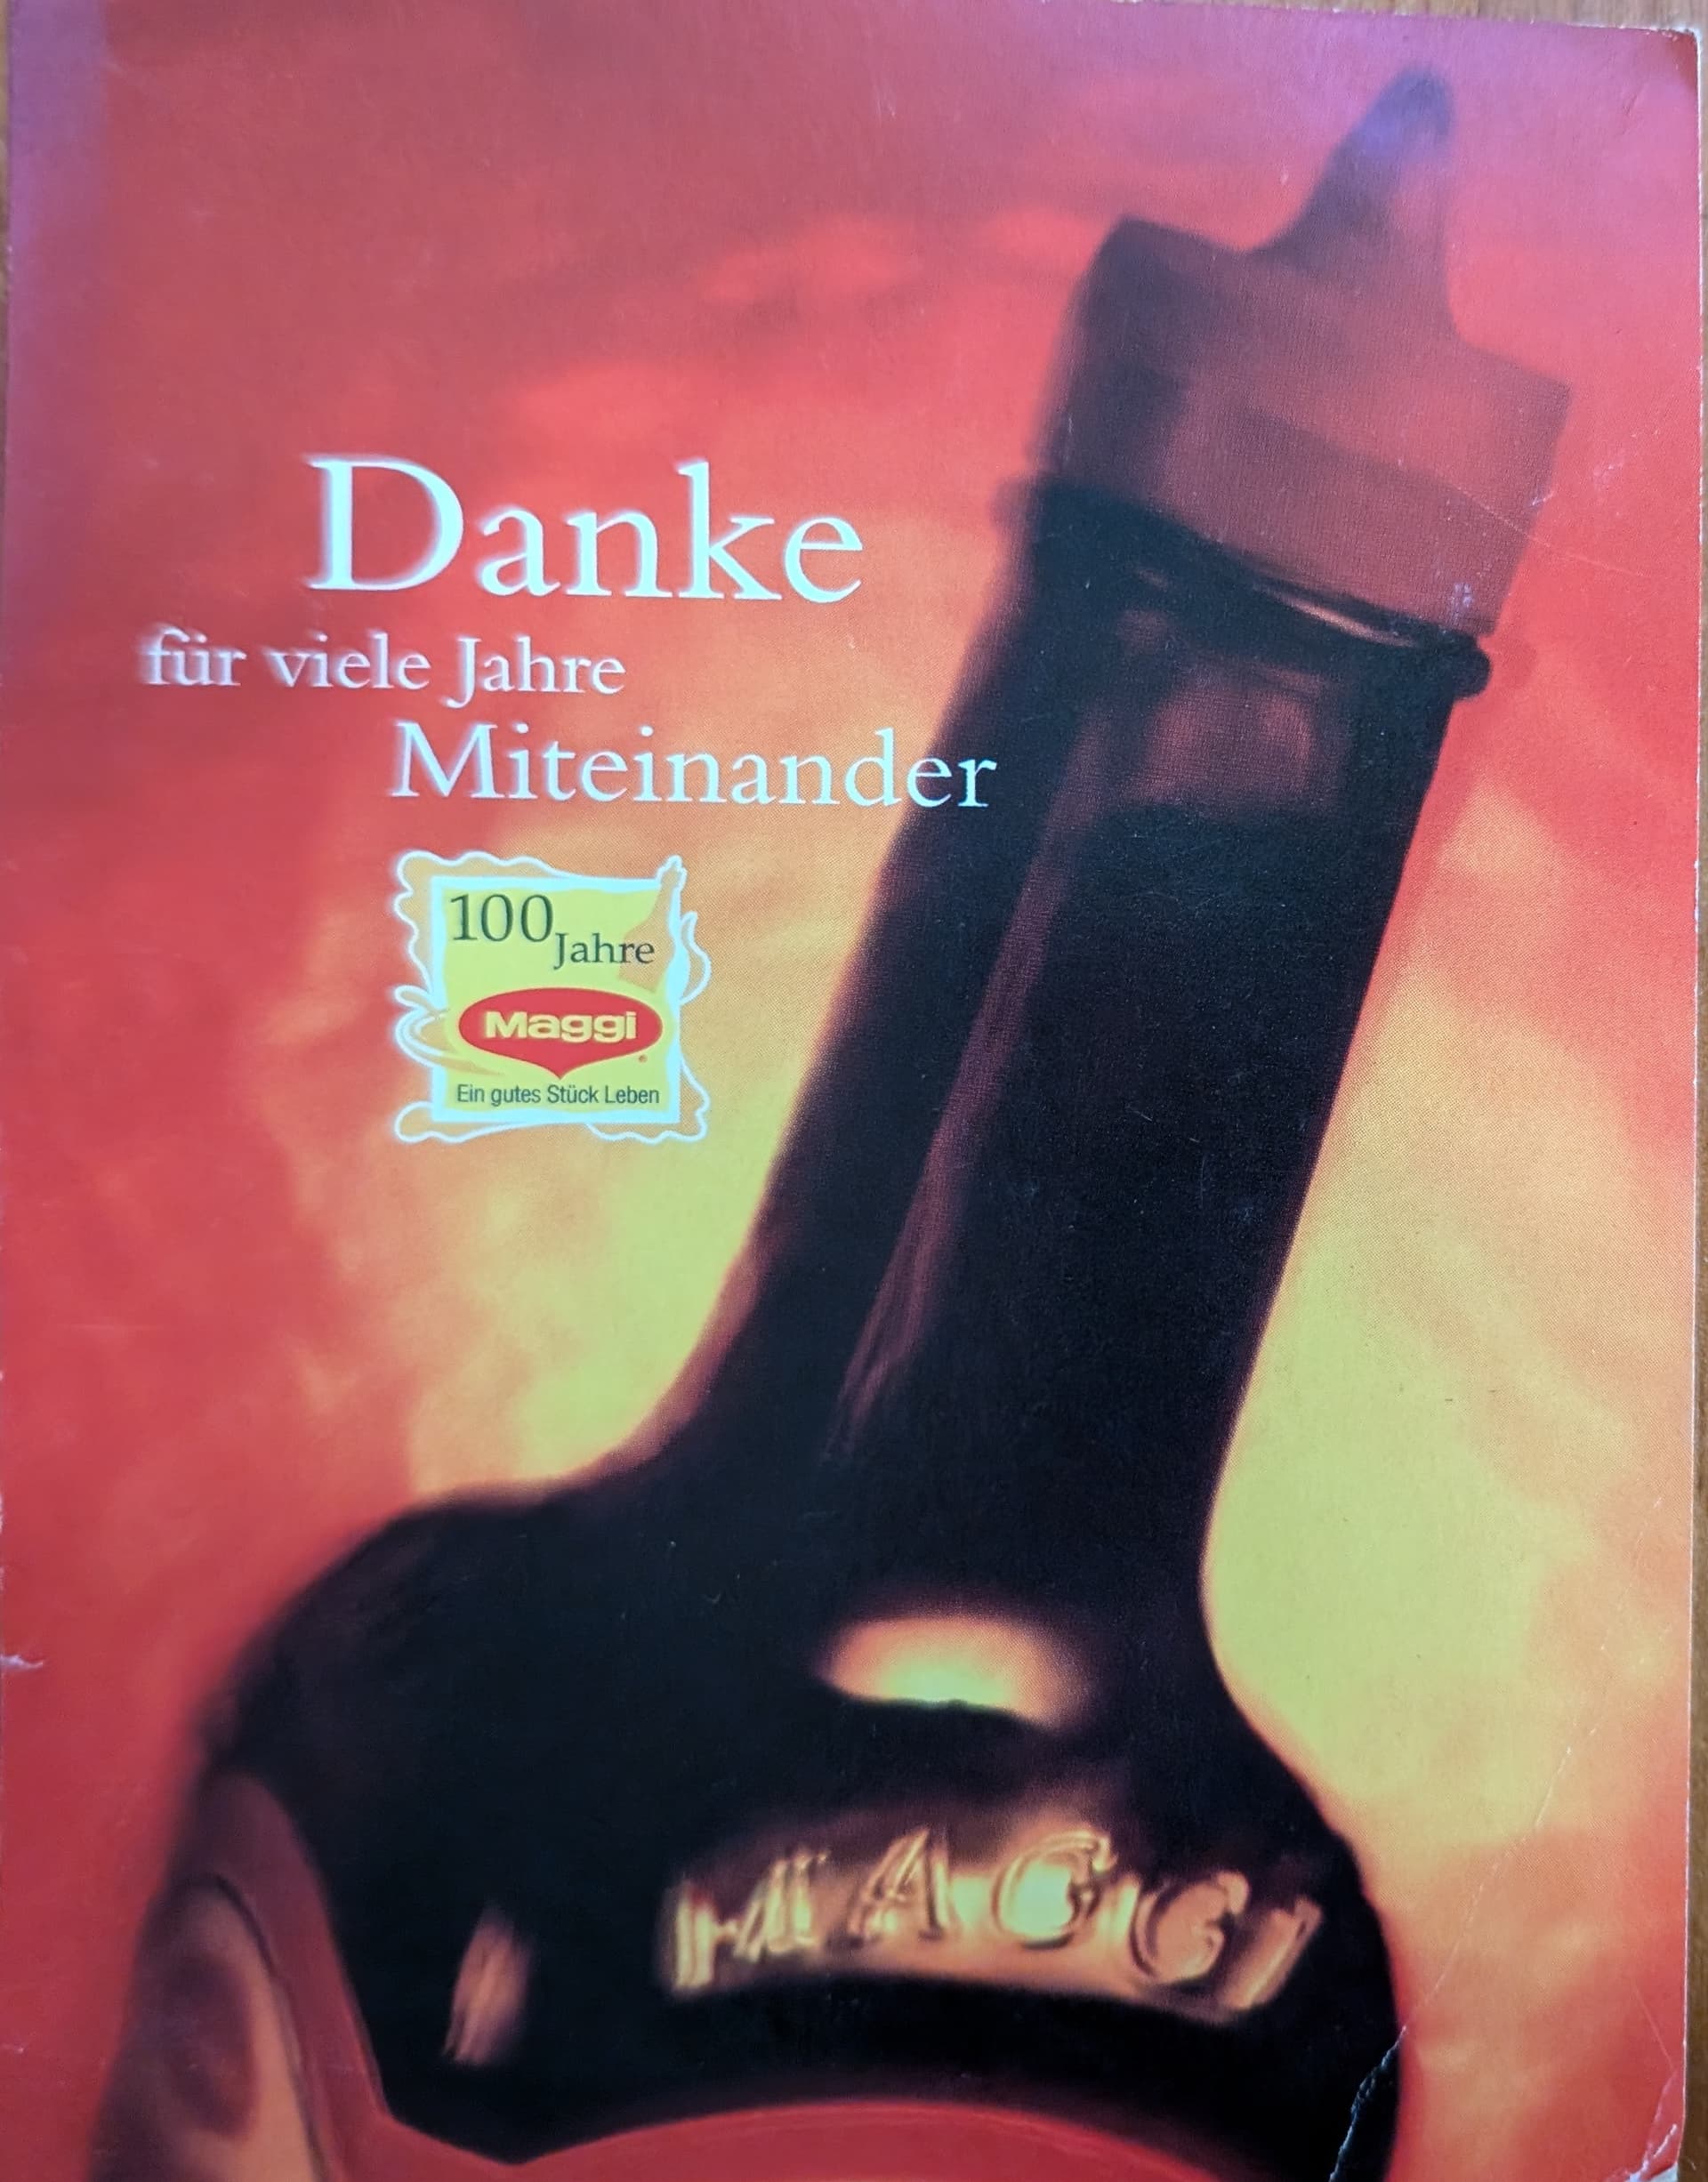 Danke
für viele Jahre
Miteinander
100 Jahre
Maggi
Ein gutes Stück Leben
MAGGI